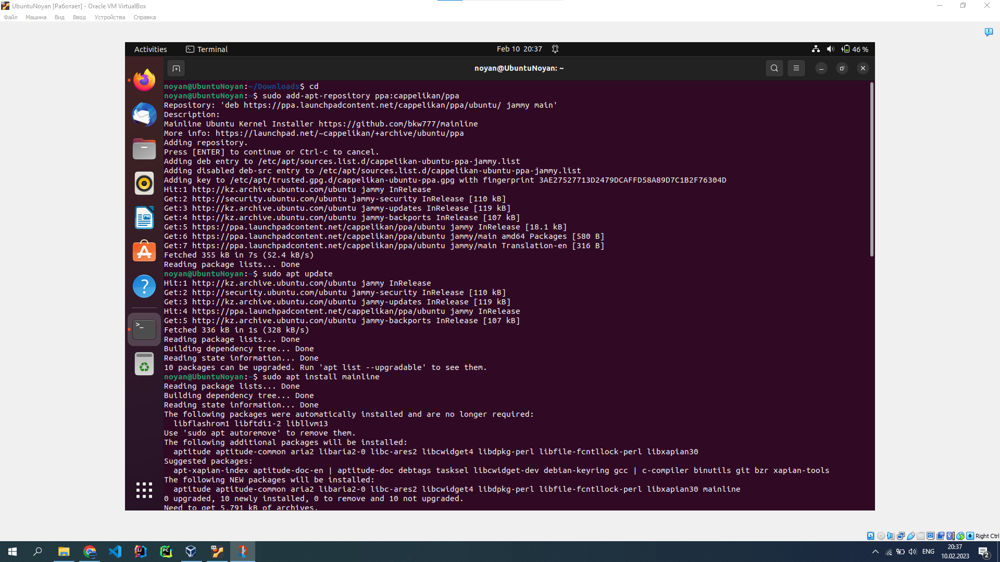 UbuntuNoyan [Работает] - Oracle VM VirtualBox
Файл Машина Вид Ввод Устройства Справка
Activities Terminal Feb 10 20:37 46 %
noyan@UbuntuNoyan: ~
noyan@UbuntuNoyan:~/Downloads$ cd
noyan@UbuntuNoyan:~$ sudo add-apt-repository ppa:cappelikan/ppa
Repository: 'deb https://ppa.launchpadcontent.net/cappelikan/ppa/ubuntu/ jammy main'
Description:
Mainline Ubuntu Kernel Installer https://github.com/bkw777/mainline
More info: https://launchpad.net/~cappelikan/+archive/ubuntu/ppa
Adding repository.
Press [ENTER] to continue or Ctrl-c to cancel.
Adding deb entry to /etc/apt/sources.list.d/cappelikan-ubuntu-ppa-jammy.list
Adding disabled deb-src entry to /etc/apt/sources.list.d/cappelikan-ubuntu-ppa-jammy.list
Adding key to /etc/apt/trusted.gpg.d/cappelikan-ubuntu-ppa.gpg with fingerprint 3AE27527713D2479DCAFFD58A89D7C1B2F76304D
Hit:1 http://kz.archive.ubuntu.com/ubuntu jammy InRelease
Get:2 http://security.ubuntu.com/ubuntu jammy-security InRelease [110 kB]
Get:3 http://kz.archive.ubuntu.com/ubuntu jammy-updates InRelease [119 kB]
Get:4 http://kz.archive.ubuntu.com/ubuntu jammy-backports InRelease [107 kB]
Get:5 https://ppa.launchpadcontent.net/cappelikan/ppa/ubuntu jammy InRelease [18.1 kB]
Get:6 https://ppa.launchpadcontent.net/cappelikan/ppa/ubuntu jammy/main amd64 Packages [580 B]
Get:7 https://ppa.launchpadcontent.net/cappelikan/ppa/ubuntu jammy/main Translation-en [316 B]
Fetched 355 kB in 7s (52.4 kB/s)
Reading package lists... Done
noyan@UbuntuNoyan:~$ sudo apt update
Hit:1 http://kz.archive.ubuntu.com/ubuntu jammy InRelease
Get:2 http://security.ubuntu.com/ubuntu jammy-security InRelease [110 kB]
Get:3 http://kz.archive.ubuntu.com/ubuntu jammy-updates InRelease [119 kB]
Hit:4 https://ppa.launchpadcontent.net/cappelikan/ppa/ubuntu jammy InRelease
Get:5 http://kz.archive.ubuntu.com/ubuntu jammy-backports InRelease [107 kB]
Fetched 336 kB in 1s (328 kB/s)
Reading package lists... Done
Building dependency tree... Done
Reading state information... Done
10 packages can be upgraded. Run 'apt list --upgradable' to see them.
noyan@UbuntuNoyan:~$ sudo apt install mainline
Reading package lists... Done
Building dependency tree... Done
Reading state information... Done
The following packages were automatically installed and are no longer required:
  libflashrom1 libftdi1-2 libllvm13
Use 'sudo apt autoremove' to remove them.
The following additional packages will be installed:
  aptitude aptitude-common aria2 libaria2-0 libc-ares2 libcwidget4 libdpkg-perl libfile-fcntllock-perl libxapian30
Suggested packages:
  apt-xapian-index aptitude-doc-en | aptitude-doc debtags tasksel libcwidget-dev debian-keyring gcc | c-compiler binutils git bzr xapian-tools
The following NEW packages will be installed:
  aptitude aptitude-common aria2 libaria2-0 libc-ares2 libcwidget4 libdpkg-perl libfile-fcntllock-perl libxapian30 mainline
0 upgraded, 10 newly installed, 0 to remove and 10 not upgraded.
Need to get 5,791 kB of archives.
Right Ctrl
ENG
20:37
10.02.2023
2